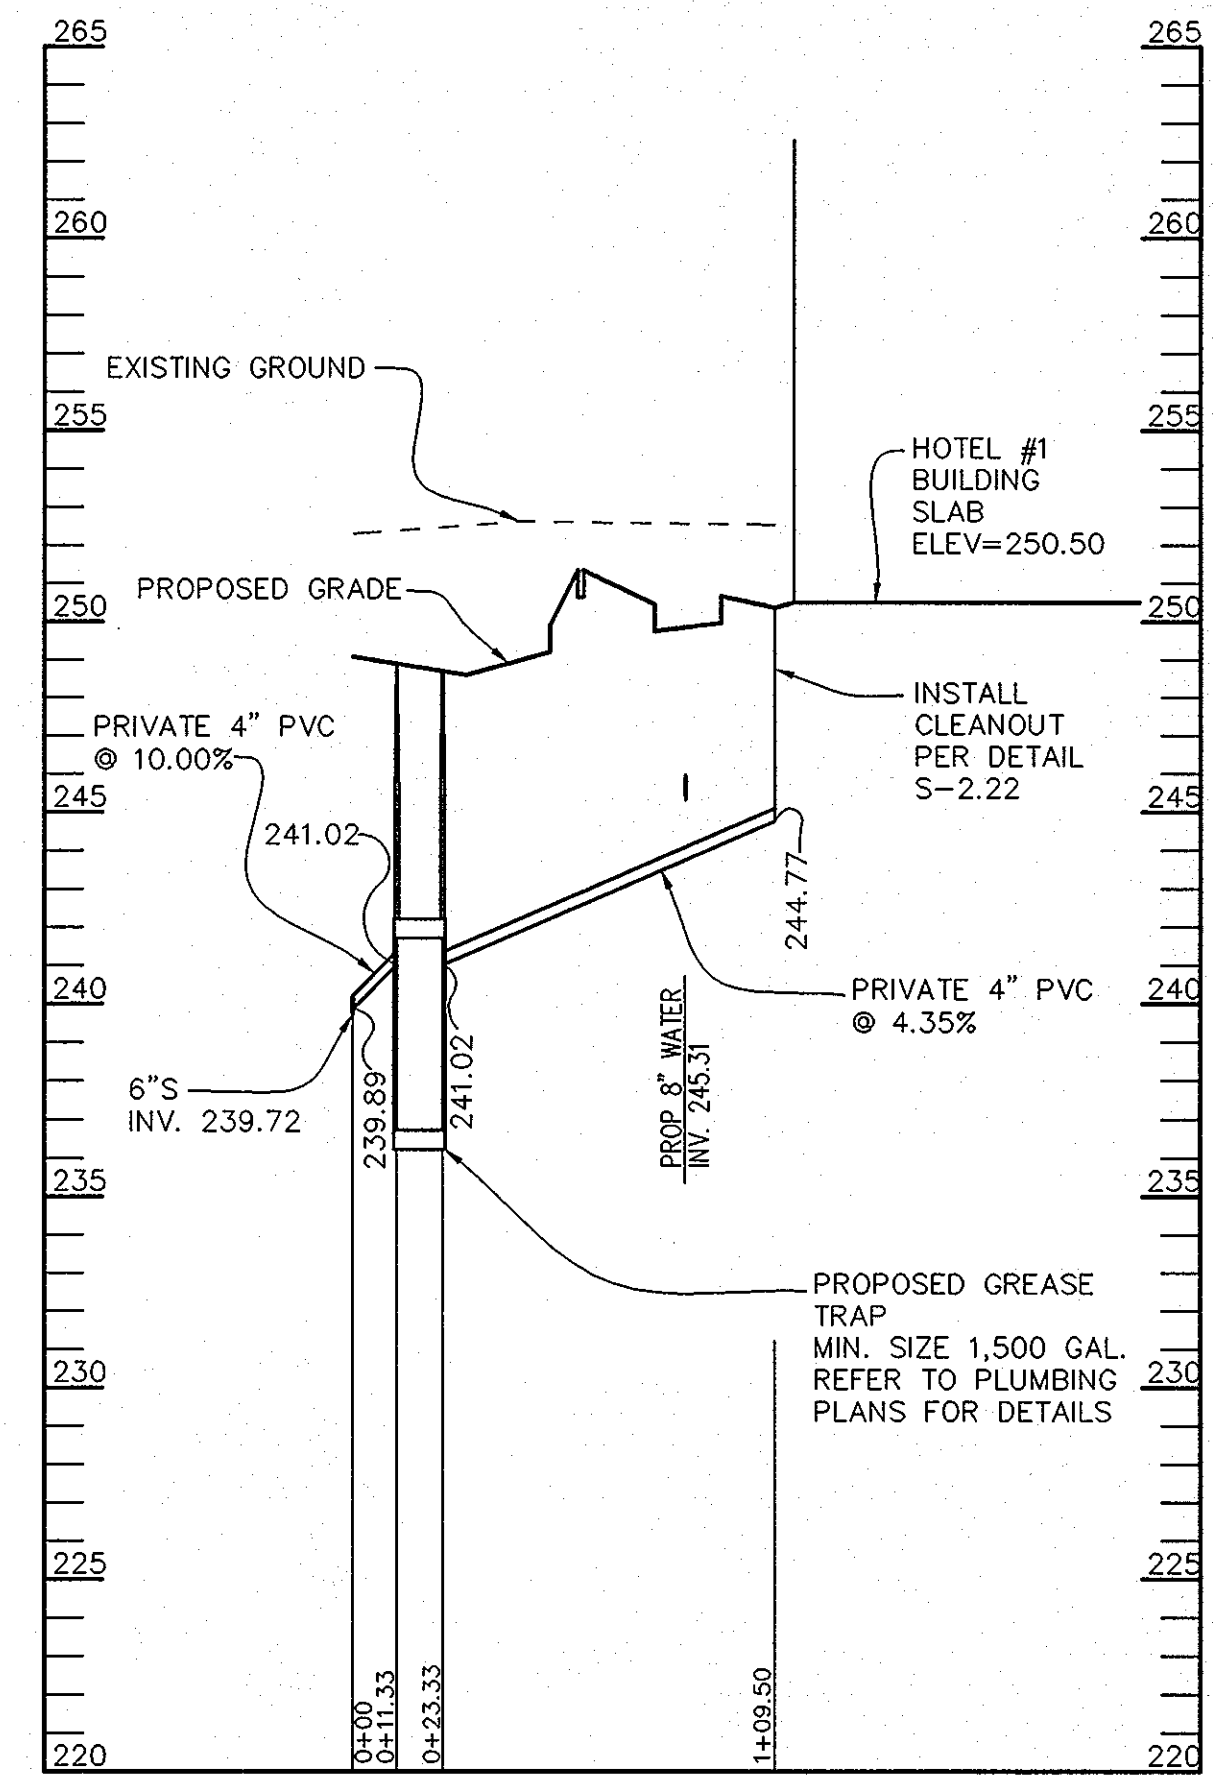 265
265
260
260
EXISTING GROUND
255
255
HOTEL #1
BUILDING
SLAB
ELEV=250.50
PROPOSED GRADE
250
250
INSTALL
CLEANOUT
PER DETAIL
S-2.22
PRIVATE 4" PVC
@ 10.00%
245
245
241.02
244.77
240
240
PRIVATE 4" PVC
@ 4.35%
6"S
INV. 239.72
239.89
241.02
PROP 8" WATER
INV. 245.31
235
235
PROPOSED GREASE
TRAP
MIN. SIZE 1,500 GAL.
REFER TO PLUMBING
PLANS FOR DETAILS
230
230
225
225
0+00
0+11.33
0+23.33
1+09.50
220
220